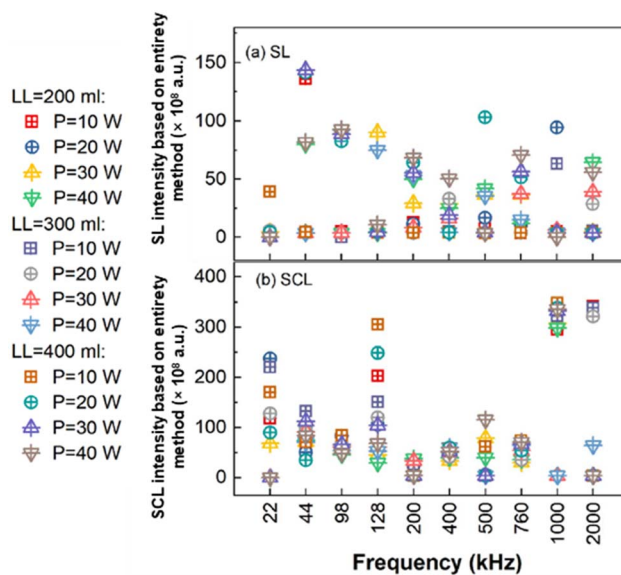 LL=200 ml:
P=10 W
P=20 W
P=30 W
P=40 W
LL=300 ml:
P=10 W
P=20 W
P=30 W
P=40 W
LL=400 ml:
P=10 W
P=20 W
P=30 W
P=40 W
SL intensity based on entirety
method (× 10⁸ a.u.)
150
100
50
0
(a) SL
SCL intensity based on entirety
method (× 10⁸ a.u.)
400
300
200
100
0
(b) SCL
22
44
98
128
200
400
500
760
1000
2000
Frequency (kHz)